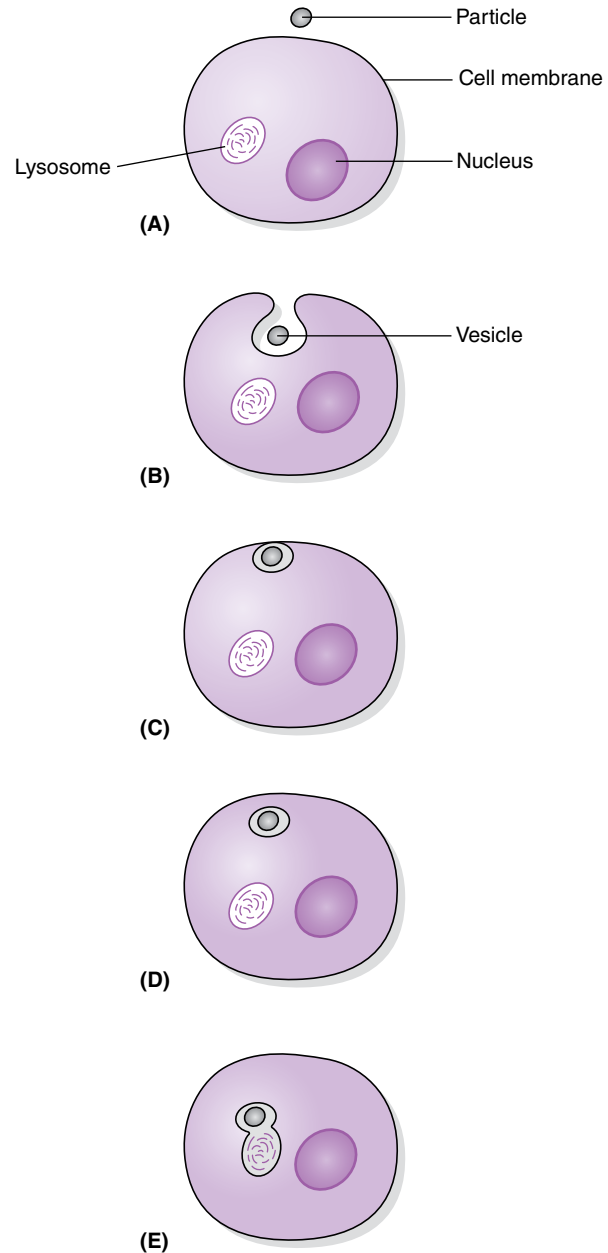 Particle
Cell membrane
Lysosome
Nucleus
(A)
Vesicle
(B)
(C)
(D)
(E)